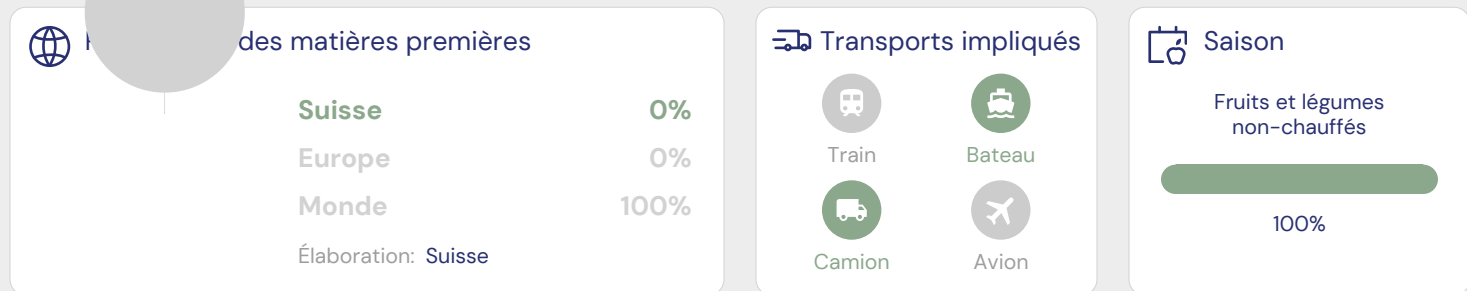 des matières premières
Suisse 0%
Europe 0%
Monde 100%
Élaboration: Suisse
Transports impliqués
Train
Bateau
Camion
Avion
Saison
Fruits et légumes
non-chauffés
100%